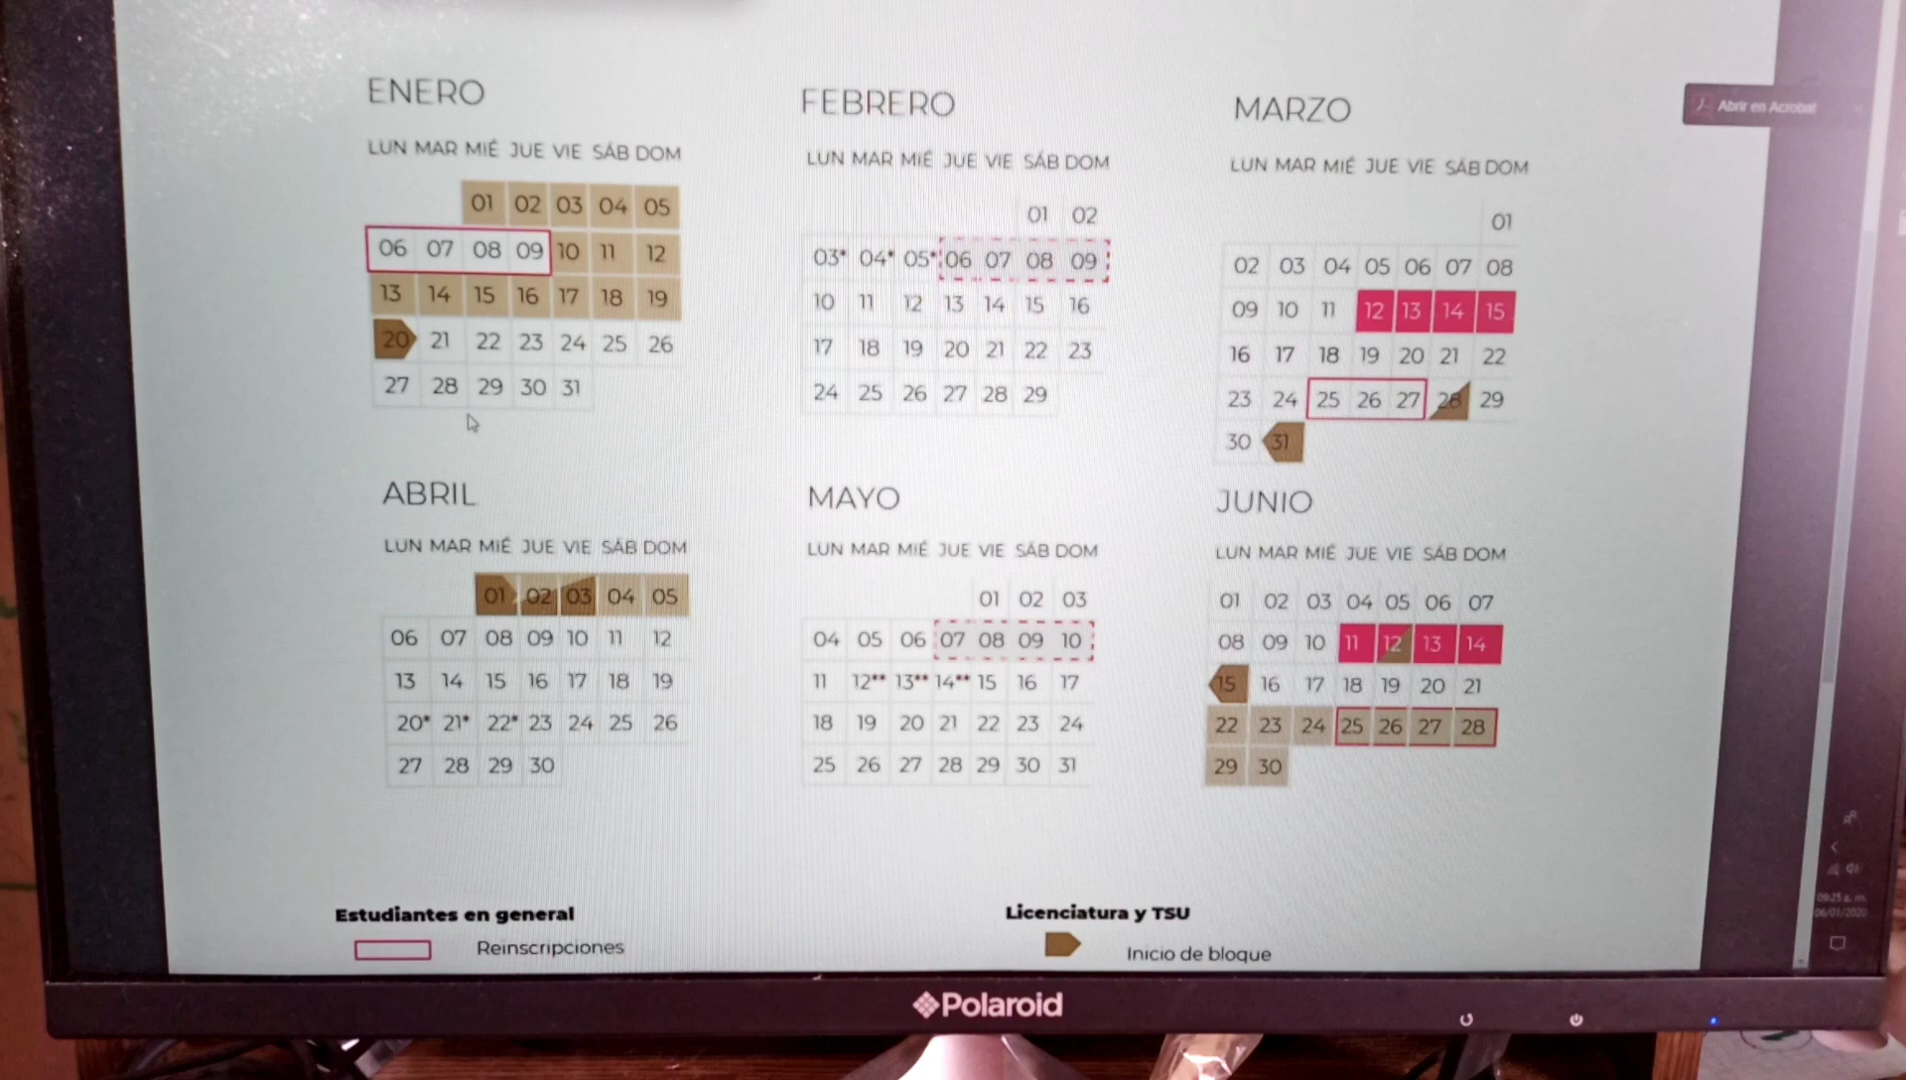 ENERO
LUN MAR MIÉ JUE VIE SÁB DOM
01 02 03 04 05
06 07 08 09 10 11 12
13 14 15 16 17 18 19
20 21 22 23 24 25 26
27 28 29 30 31
FEBRERO
LUN MAR MIÉ JUE VIE SÁB DOM
01 02
03* 04* 05* 06 07 08 09
10 11 12 13 14 15 16
17 18 19 20 21 22 23
24 25 26 27 28 29
MARZO
LUN MAR MIÉ JUE VIE SÁB DOM
01
02 03 04 05 06 07 08
09 10 11 12 13 14 15
16 17 18 19 20 21 22
23 24 25 26 27 28 29
30 31
Abrir en Acrobat
ABRIL
LUN MAR MIÉ JUE VIE SÁB DOM
01 02 03 04 05
06 07 08 09 10 11 12
13 14 15 16 17 18 19
20* 21* 22* 23 24 25 26
27 28 29 30
MAYO
LUN MAR MIÉ JUE VIE SÁB DOM
01 02 03
04 05 06 07 08 09 10
11 12** 13** 14** 15 16 17
18 19 20 21 22 23 24
25 26 27 28 29 30 31
JUNIO
LUN MAR MIÉ JUE VIE SÁB DOM
01 02 03 04 05 06 07
08 09 10 11 12 13 14
15 16 17 18 19 20 21
22 23 24 25 26 27 28
29 30
Estudiantes en general
Reinscripciones
Licenciatura y TSU
Inicio de bloque
09:25 a. m.
06/01/2020
Polaroid